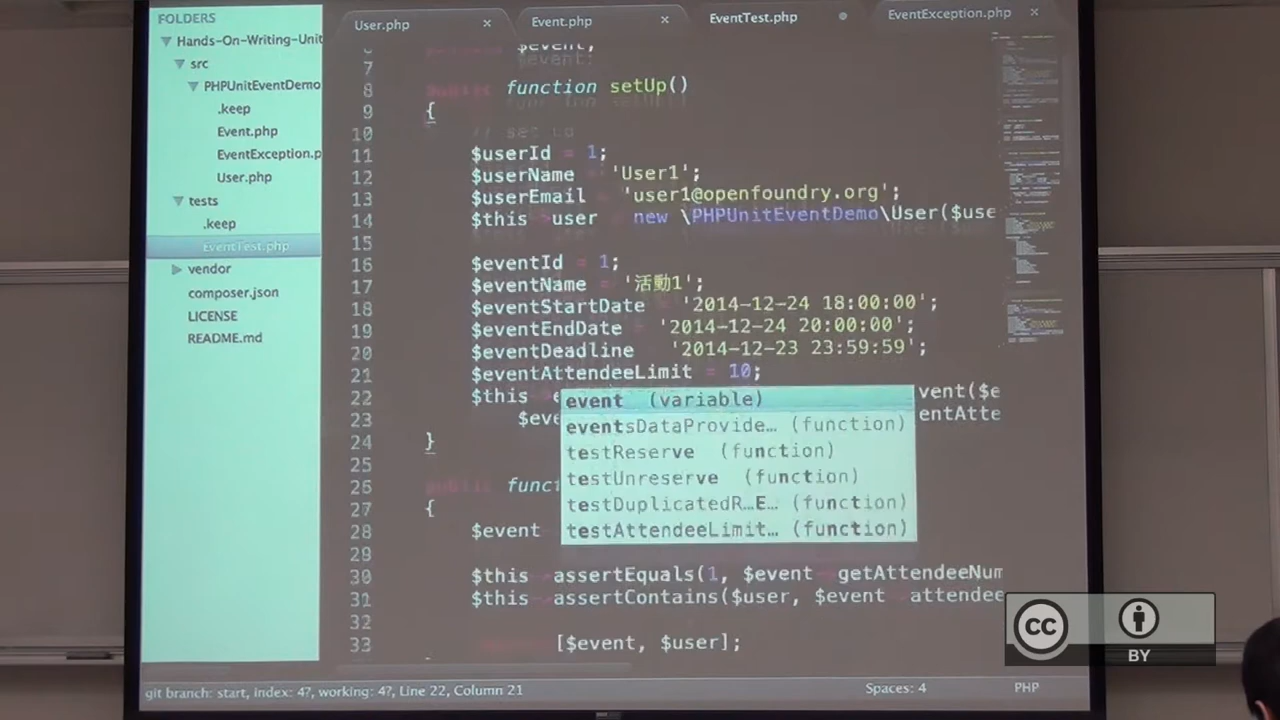 FOLDERS
Hands-On-Writing-Unit
src
PHPUnitEventDemo
.keep
Event.php
EventException.p
User.php
tests
.keep
EventTest.php
vendor
composer.json
LICENSE
README.md
User.php × Event.php × EventTest.php EventException.php ×
$event;
7
8 function setUp()
9 {
10 // set up
11 $userId = 1;
12 $userName 'User1';
13 $userEmail 'user1@openfoundry.org';
14 $this user new \PHPUnitEventDemo\User($use
15
16 $eventId = 1;
17 $eventName = '活動1';
18 $eventStartDate '2014-12-24 18:00:00';
19 $eventEndDate = '2014-12-24 20:00:00';
20 $eventDeadline '2014-12-23 23:59:59';
21 $eventAttendeeLimit = 10;
22 $this e vent($e
23 $eve entAtte
event (variable)
eventsDataProvide… (function)
testReserve (function)
testUnreserve (function)
testDuplicatedR…E… (function)
testAttendeeLimit… (function)
24 }
25
26 public funct
27 {
28 $event
29
30 $this assertEquals(1, $event getAttendeeNum
31 $this assertContains($user, $event attendee
32
33 [$event, $user];
git branch: start, index: 4?, working: 4?, Line 22, Column 21 Spaces: 4 PHP
CC
BY